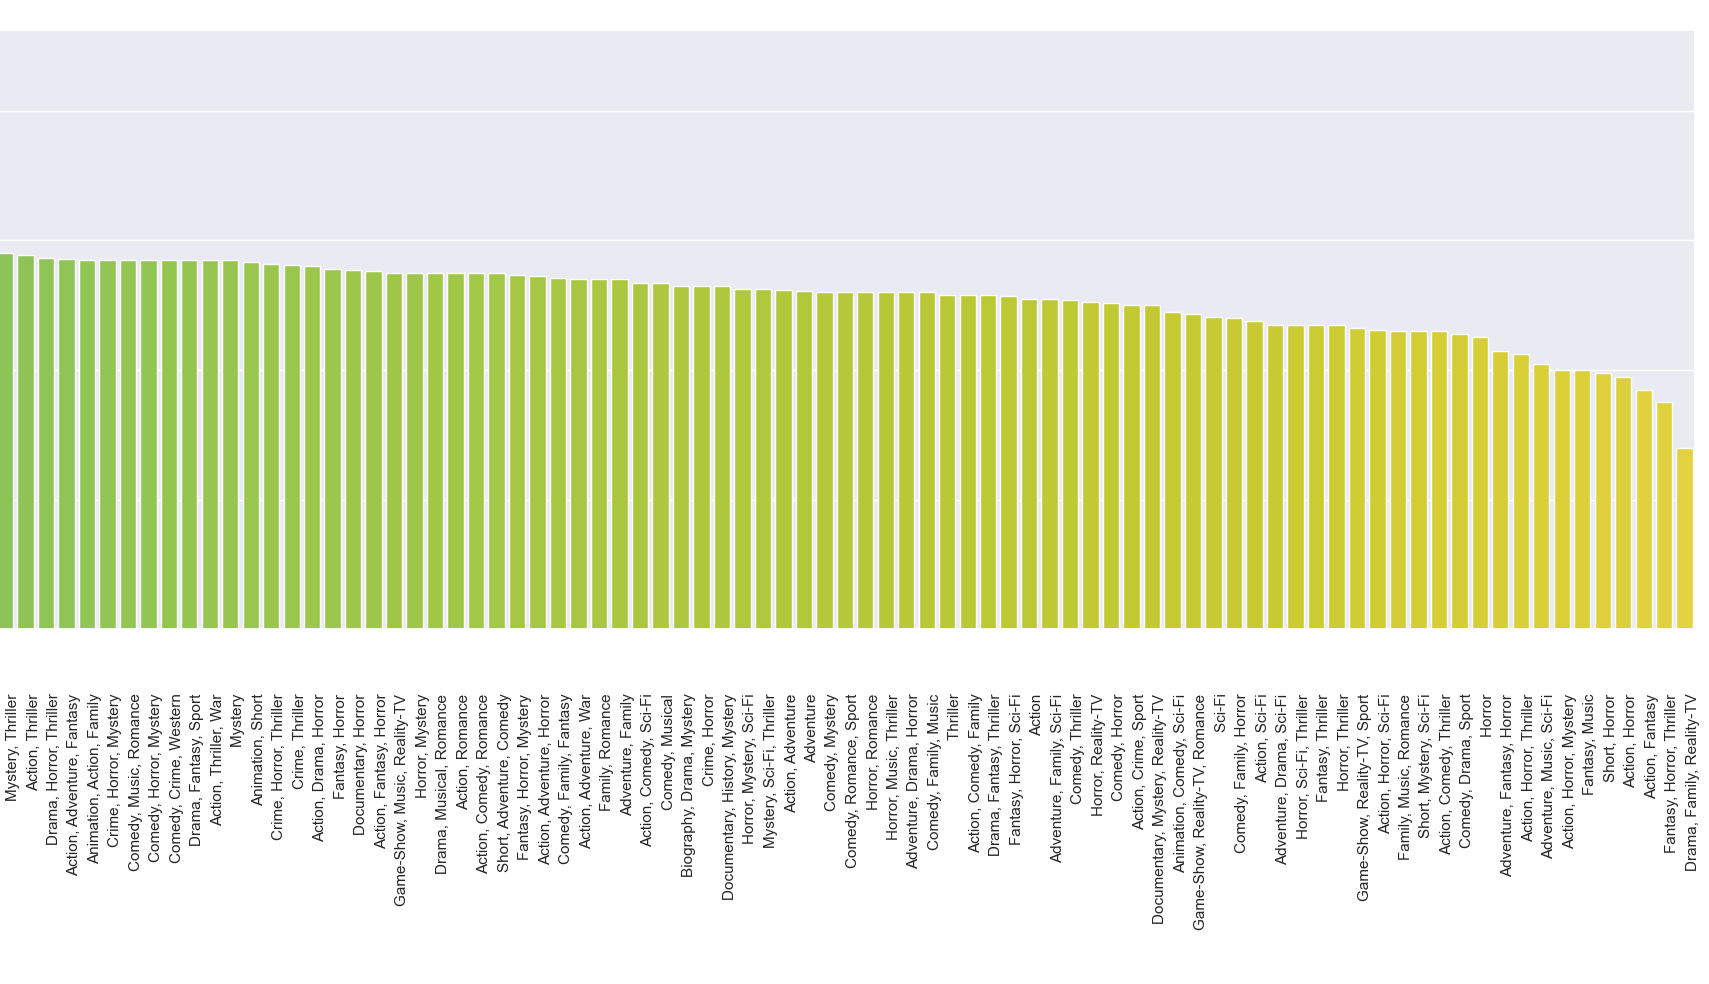 Mystery, Thriller
Action, Thriller
Drama, Horror, Thriller
Action, Adventure, Fantasy
Animation, Action, Family
Crime, Horror, Mystery
Comedy, Music, Romance
Comedy, Horror, Mystery
Comedy, Crime, Western
Drama, Fantasy, Sport
Action, Thriller, War
Mystery
Animation, Short
Crime, Horror, Thriller
Crime, Thriller
Action, Drama, Horror
Fantasy, Horror
Documentary, Horror
Action, Fantasy, Horror
Game-Show, Music, Reality-TV
Horror, Mystery
Drama, Musical, Romance
Action, Romance
Action, Comedy, Romance
Short, Adventure, Comedy
Fantasy, Horror, Mystery
Action, Adventure, Horror
Comedy, Family, Fantasy
Action, Adventure, War
Family, Romance
Adventure, Family
Action, Comedy, Sci-Fi
Comedy, Musical
Biography, Drama, Mystery
Crime, Horror
Documentary, History, Mystery
Horror, Mystery, Sci-Fi
Mystery, Sci-Fi, Thriller
Action, Adventure
Adventure
Comedy, Mystery
Comedy, Romance, Sport
Horror, Romance
Horror, Music, Thriller
Adventure, Drama, Horror
Comedy, Family, Music
Thriller
Action, Comedy, Family
Drama, Fantasy, Thriller
Fantasy, Horror, Sci-Fi
Action
Adventure, Family, Sci-Fi
Comedy, Thriller
Horror, Reality-TV
Comedy, Horror
Action, Crime, Sport
Documentary, Mystery, Reality-TV
Animation, Comedy, Sci-Fi
Game-Show, Reality-TV, Romance
Sci-Fi
Comedy, Family, Horror
Action, Sci-Fi
Adventure, Drama, Sci-Fi
Horror, Sci-Fi, Thriller
Fantasy, Thriller
Horror, Thriller
Game-Show, Reality-TV, Sport
Action, Horror, Sci-Fi
Family, Music, Romance
Short, Mystery, Sci-Fi
Action, Comedy, Thriller
Comedy, Drama, Sport
Horror
Adventure, Fantasy, Horror
Action, Horror, Thriller
Adventure, Music, Sci-Fi
Action, Horror, Mystery
Fantasy, Music
Short, Horror
Action, Horror
Action, Fantasy
Fantasy, Horror, Thriller
Drama, Family, Reality-TV